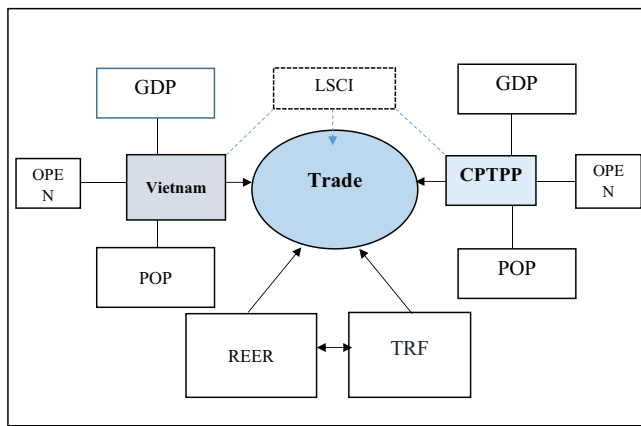 GDP
LSCI
GDP
OPE
N
Vietnam
Trade
CPTPP
OPE
N
POP
POP
REER
TRF